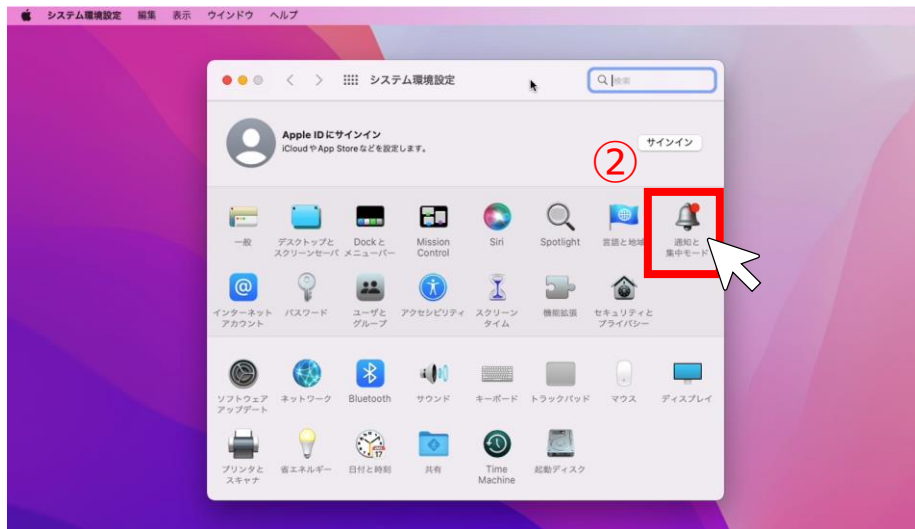 システム環境設定 編集 表示 ウインドウ ヘルプ
システム環境設定
検索
Apple IDにサインイン
iCloudやApp Storeなどを設定します。
サインイン
②
一般
デスクトップと
スクリーンセーバ
Dockと
メニューバー
Mission
Control
Siri
Spotlight
言語と地域
通知と
集中モード
インターネット
アカウント
パスワード
ユーザと
グループ
アクセシビリティ
スクリーン
タイム
機能拡張
セキュリティと
プライバシー
ソフトウェア
アップデート
ネットワーク
Bluetooth
サウンド
キーボード
トラックパッド
マウス
ディスプレイ
プリンタと
スキャナ
省エネルギー
日付と時刻
共有
Time
Machine
起動ディスク